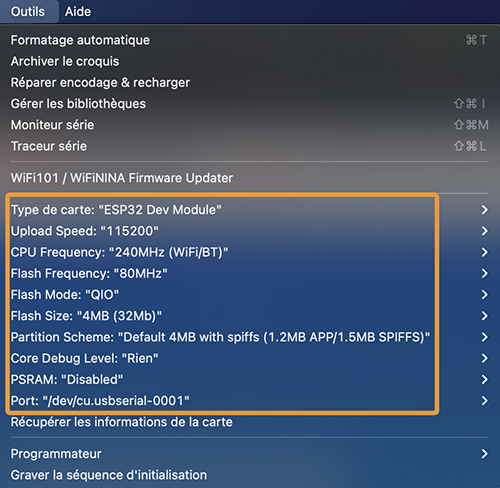 Outils Aide
Formatage automatique ⌘ T
Archiver le croquis
Réparer encodage & recharger
Gérer les bibliothèques ⇧⌘ I
Moniteur série ⇧⌘M
Traceur série ⇧⌘ L
WiFi101 / WiFiNINA Firmware Updater
Type de carte: "ESP32 Dev Module"
Upload Speed: "115200"
CPU Frequency: "240MHz (WiFi/BT)"
Flash Frequency: "80MHz"
Flash Mode: "QIO"
Flash Size: "4MB (32Mb)"
Partition Scheme: "Default 4MB with spiffs (1.2MB APP/1.5MB SPIFFS)"
Core Debug Level: "Rien"
PSRAM: "Disabled"
Port: "/dev/cu.usbserial-0001"
Récupérer les informations de la carte
Programmateur
Graver la séquence d'initialisation